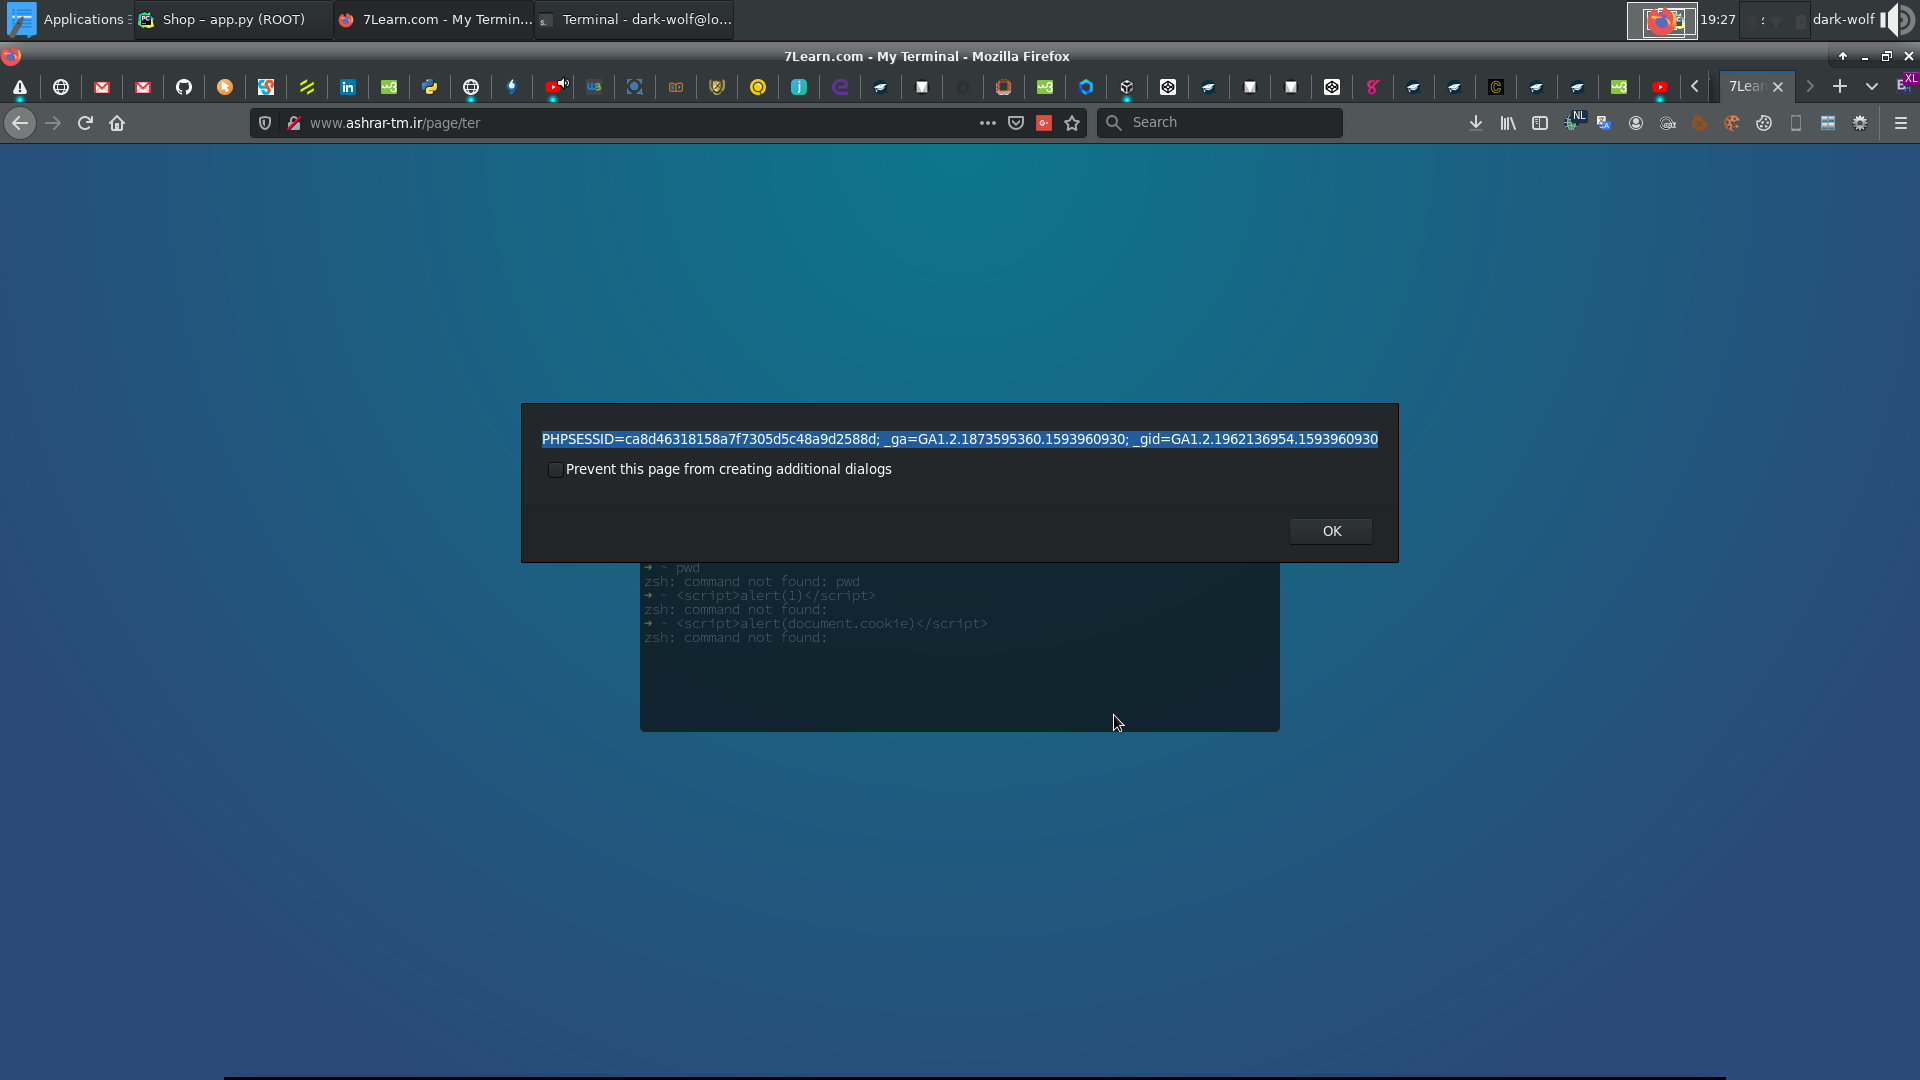 Applications
Shop – app.py (ROOT)
7Learn.com - My Termin...
Terminal - dark-wolf@lo...
19:27
dark-wolf
7Learn.com - My Terminal - Mozilla Firefox
7Lear
XL
www.ashrar-tm.ir/page/ter
Search
NL
PHPSESSID=ca8d46318158a7f7305d5c48a9d2588d; _ga=GA1.2.1873595360.1593960930; _gid=GA1.2.1962136954.1593960930
Prevent this page from creating additional dialogs
OK
➜ ~ pwd
zsh: command not found: pwd
➜ ~ <script>alert(1)</script>
zsh: command not found:
➜ ~ <script>alert(document.cookie)</script>
zsh: command not found: